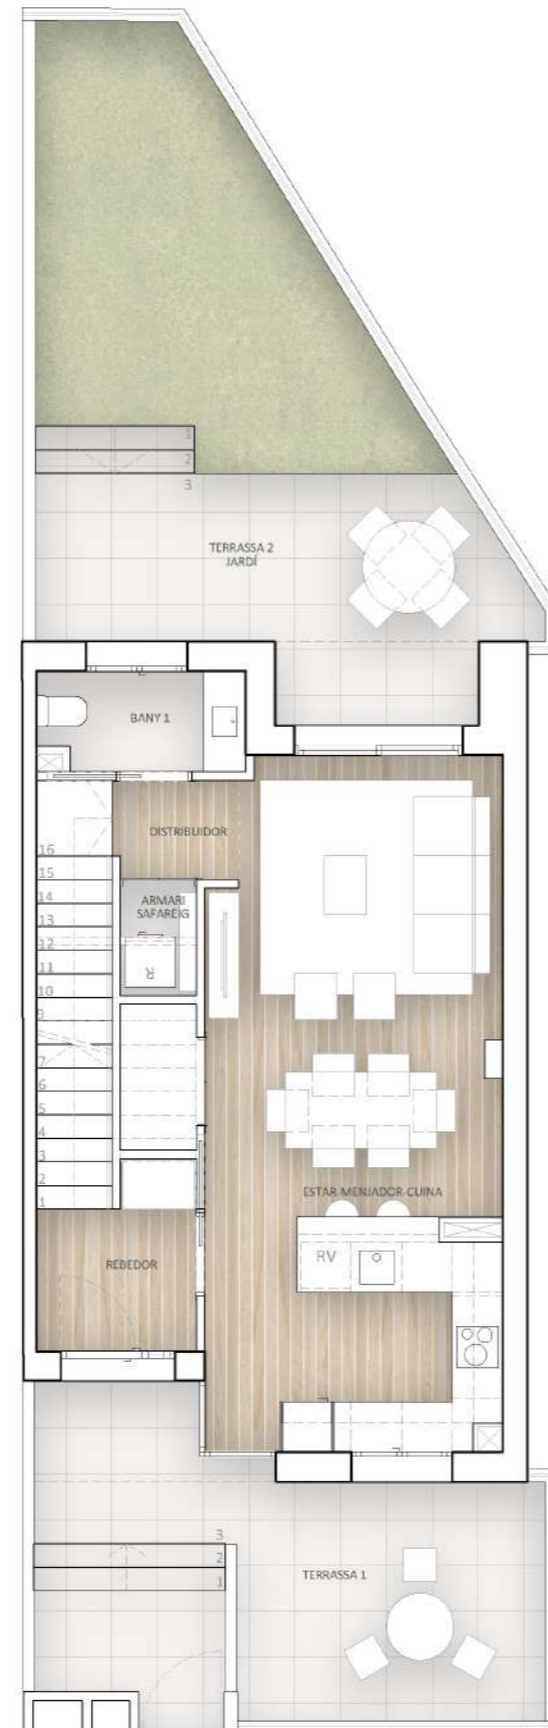 1
2
3
TERRASSA 2
JARDÍ
BANY 1
DISTRIBUIDOR
16
15
14
13
12
11
10
9
7
6
5
4
3
2
1
ARMARI
SAFAREIG
R
ESTAR-MENJADOR-CUINA
RV
REBEDOR
3
2
1
TERRASSA 1